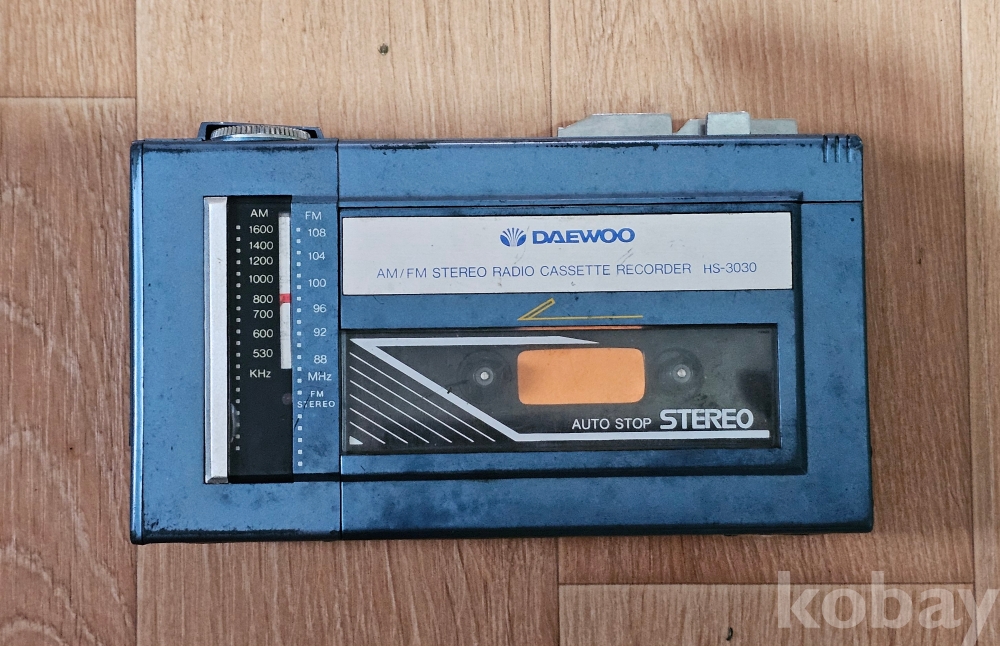 AM FM
1600 108
1400
1200 104
1000 100
800
700 96
600 92
530 88
KHz MHz
FM
STEREO
DAEWOO
AM/FM STEREO RADIO CASSETTE RECORDER HS-3030
AUTO STOP STEREO
kobay